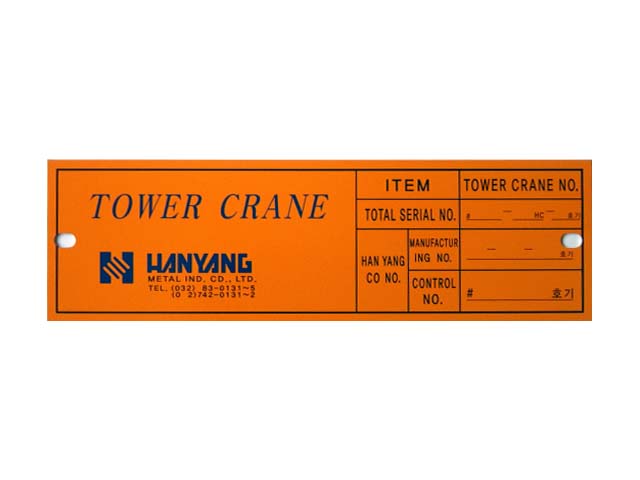 TOWER CRANE
HANYANG
METAL IND. CO., LTD.
TEL. (032) 83-0131~5
(0 2)742-0131~2
ITEM
TOWER CRANE NO.
TOTAL SERIAL NO.
# — HC — 호기
HAN YANG
CO NO.
MANUFACTUR
ING NO.
— — 호기
CONTROL
NO.
# 호기